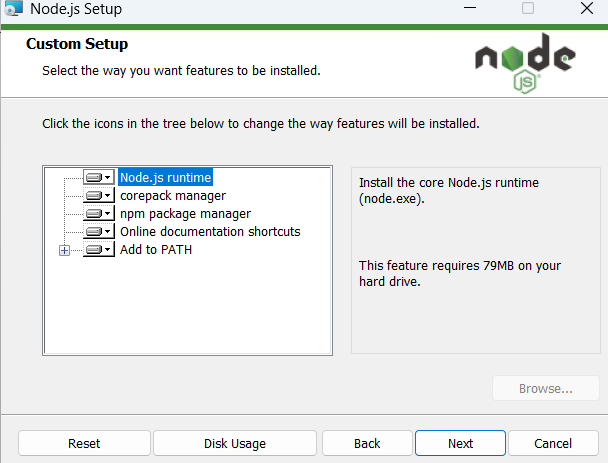 Node.js Setup
Custom Setup
Select the way you want features to be installed.
node
JS
Click the icons in the tree below to change the way features will be installed.
Node.js runtime
corepack manager
npm package manager
Online documentation shortcuts
Add to PATH
Install the core Node.js runtime
(node.exe).
This feature requires 79MB on your
hard drive.
Browse...
Reset
Disk Usage
Back
Next
Cancel